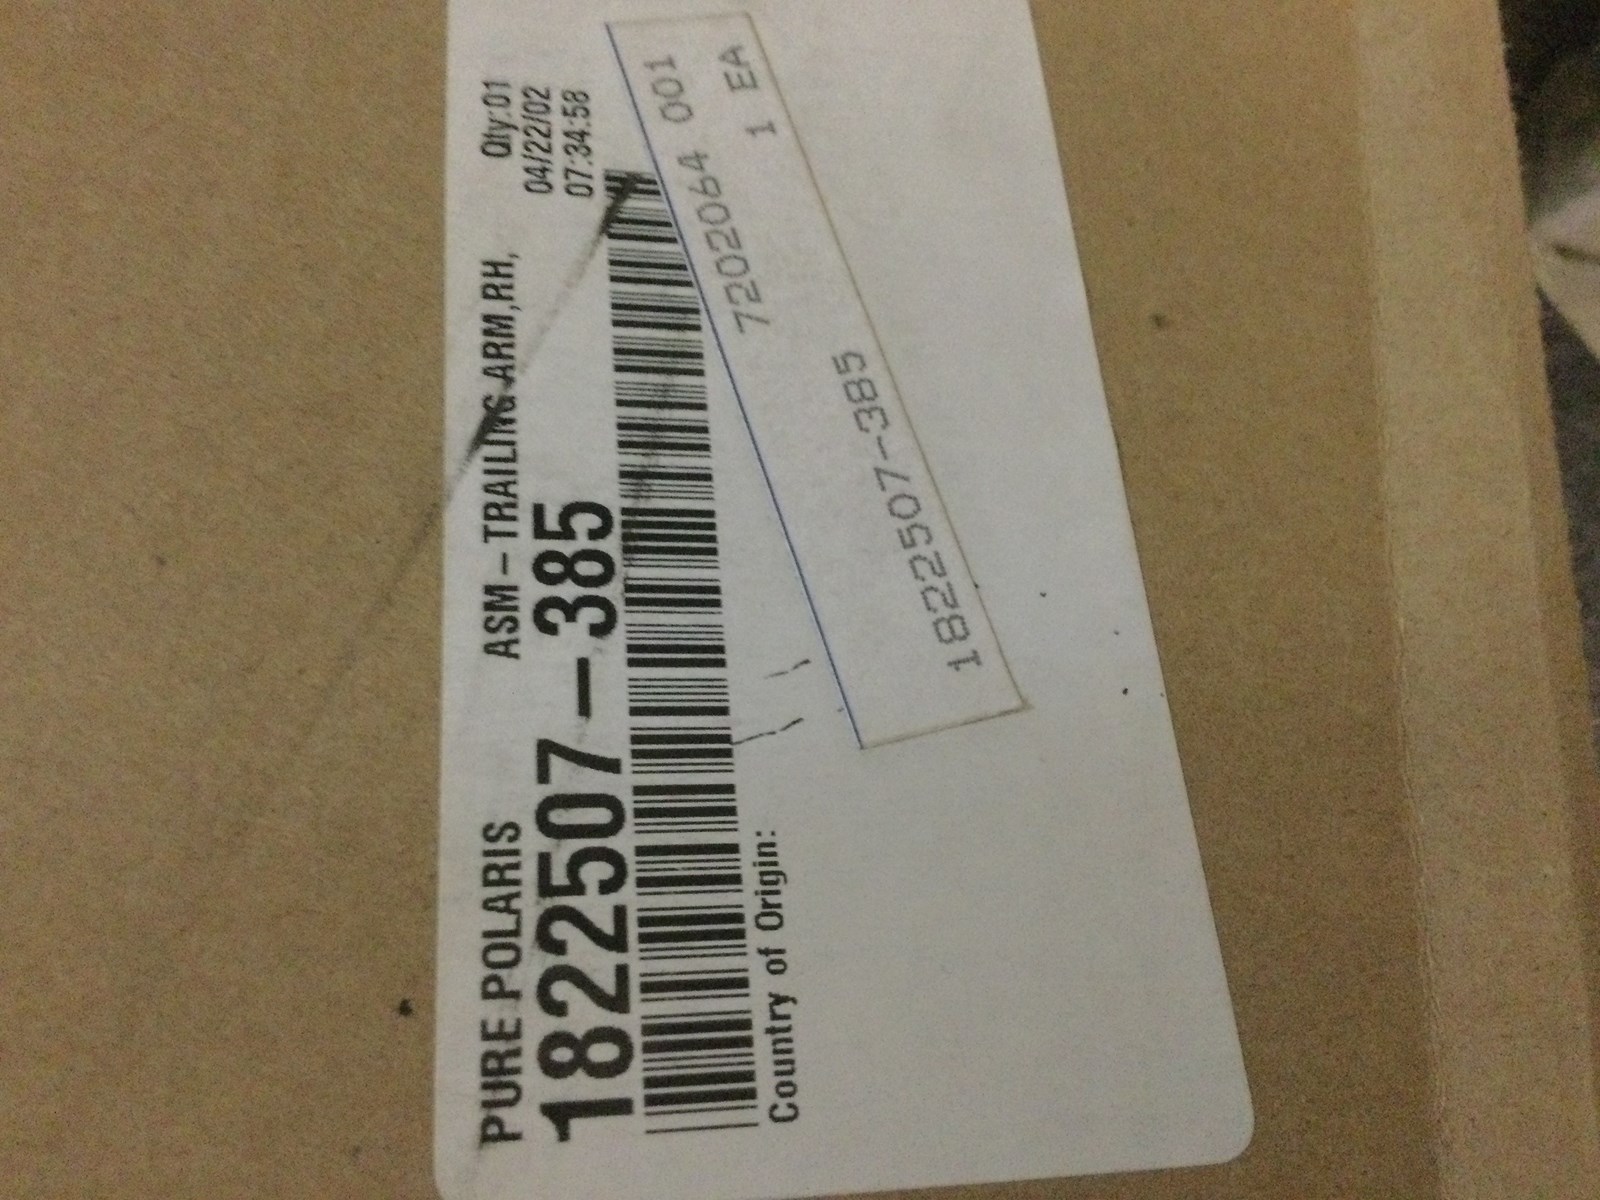 PURE POLARIS
ASM-TRAILING ARM,RH,
Qty:01
1822507-385
04/22/02
07:34:58
Country of Origin:
7202064 001
1822507-385 1 EA